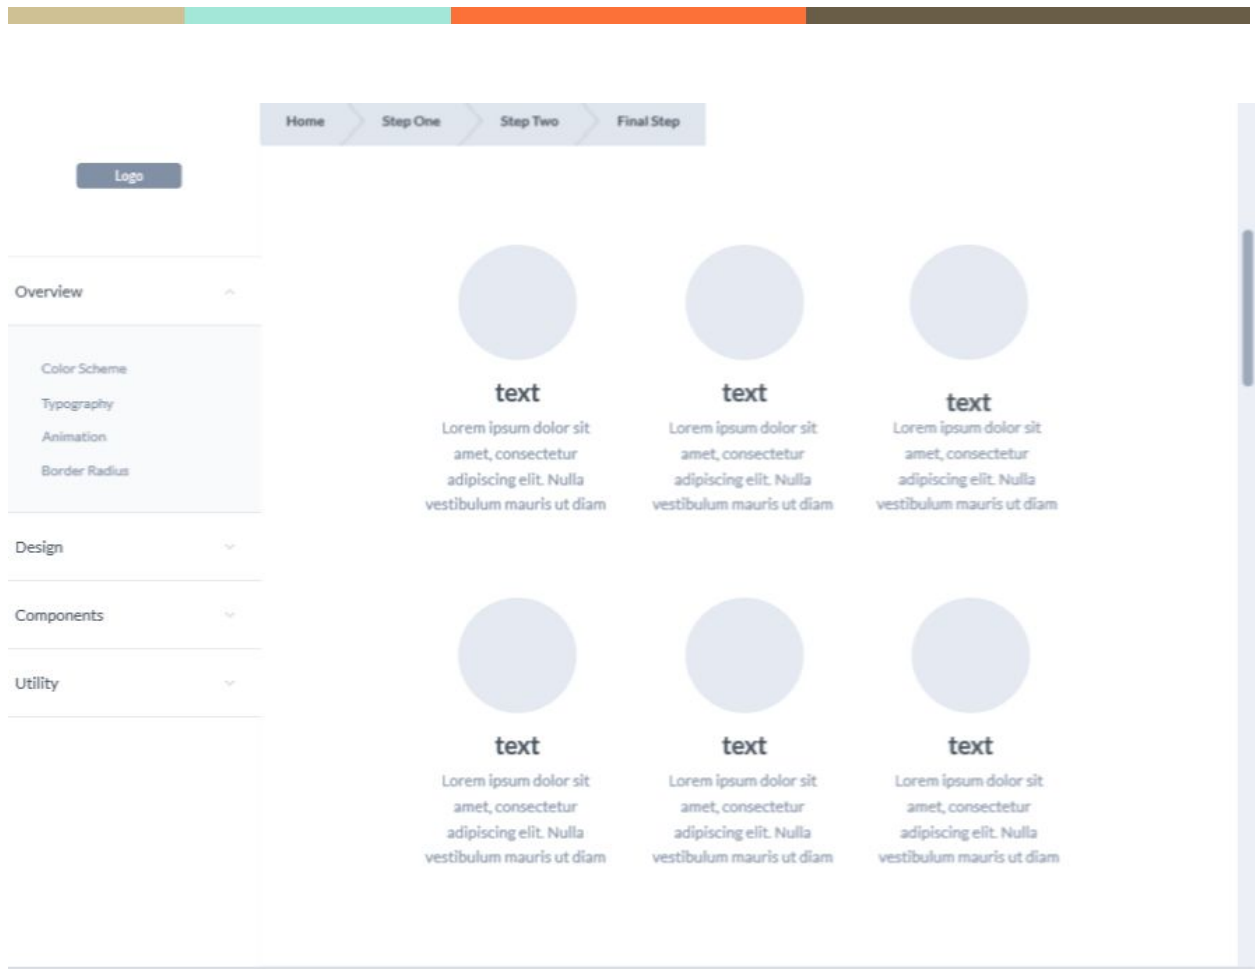 Home Step One Step Two Final Step
Logo
Overview
Color Scheme
Typography
Animation
Border Radius
Design
Components
Utility
text
Lorem ipsum dolor sit
amet, consectetur
adipiscing elit. Nulla
vestibulum mauris ut diam
text
Lorem ipsum dolor sit
amet, consectetur
adipiscing elit. Nulla
vestibulum mauris ut diam
text
Lorem ipsum dolor sit
amet, consectetur
adipiscing elit. Nulla
vestibulum mauris ut diam
text
Lorem ipsum dolor sit
amet, consectetur
adipiscing elit. Nulla
vestibulum mauris ut diam
text
Lorem ipsum dolor sit
amet, consectetur
adipiscing elit. Nulla
vestibulum mauris ut diam
text
Lorem ipsum dolor sit
amet, consectetur
adipiscing elit. Nulla
vestibulum mauris ut diam